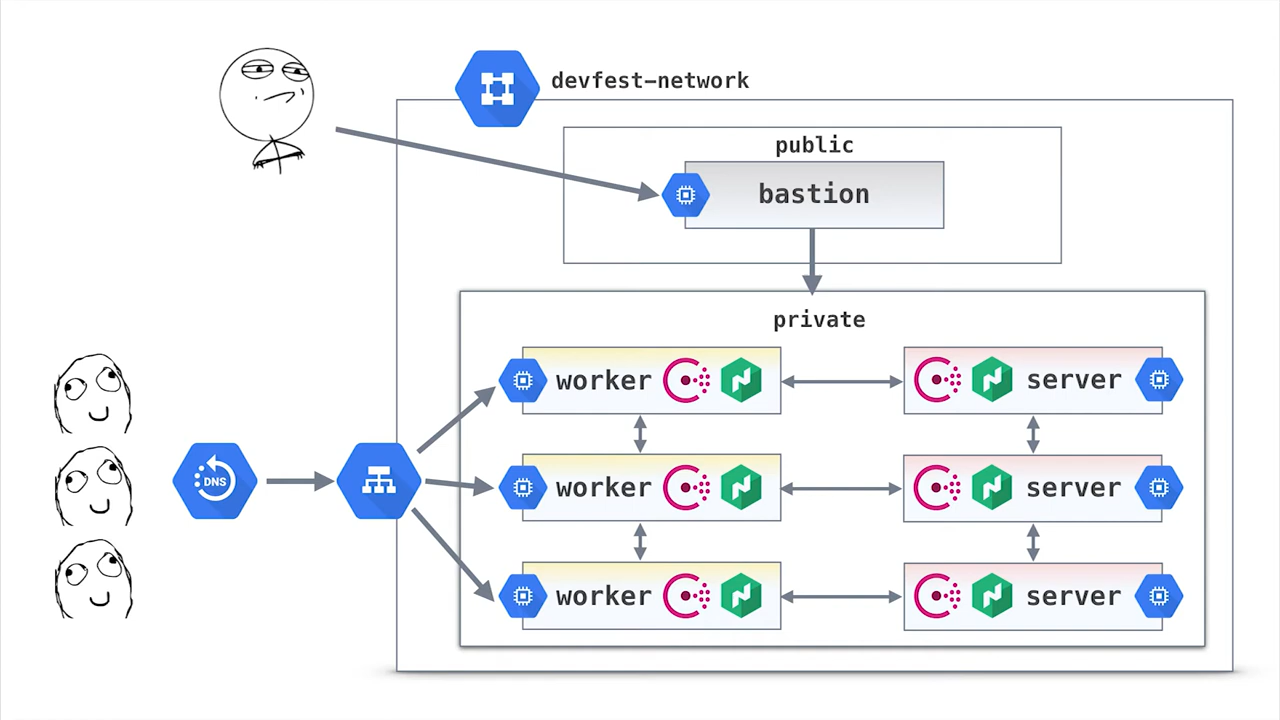 devfest-network
public
bastion
private
worker
server
DNS
worker
server
worker
server